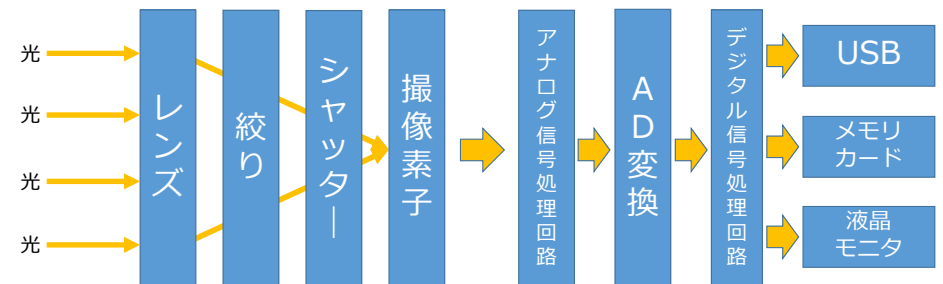 光
光
光
光
レンズ
絞り
シャッター
撮像素子
アナログ信号処理回路
AD変換
デジタル信号処理回路
USB
メモリ
カード
液晶
モニタ